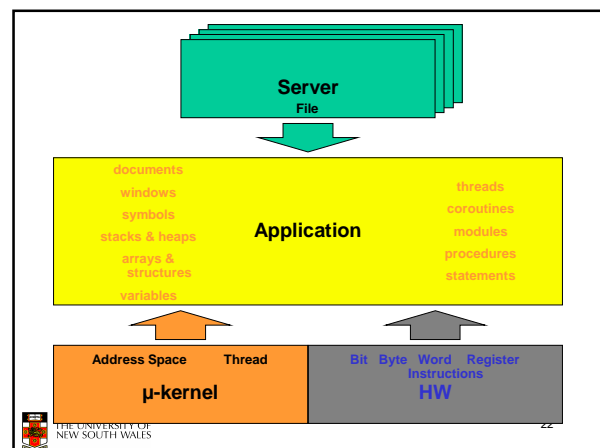 Server
File
documents
windows
symbols
stacks & heaps
arrays &
structures
variables
Application
threads
coroutines
modules
procedures
statements
Address Space Thread
µ-kernel
Bit Byte Word Register
Instructions
HW
THE UNIVERSITY OF
NEW SOUTH WALES
22